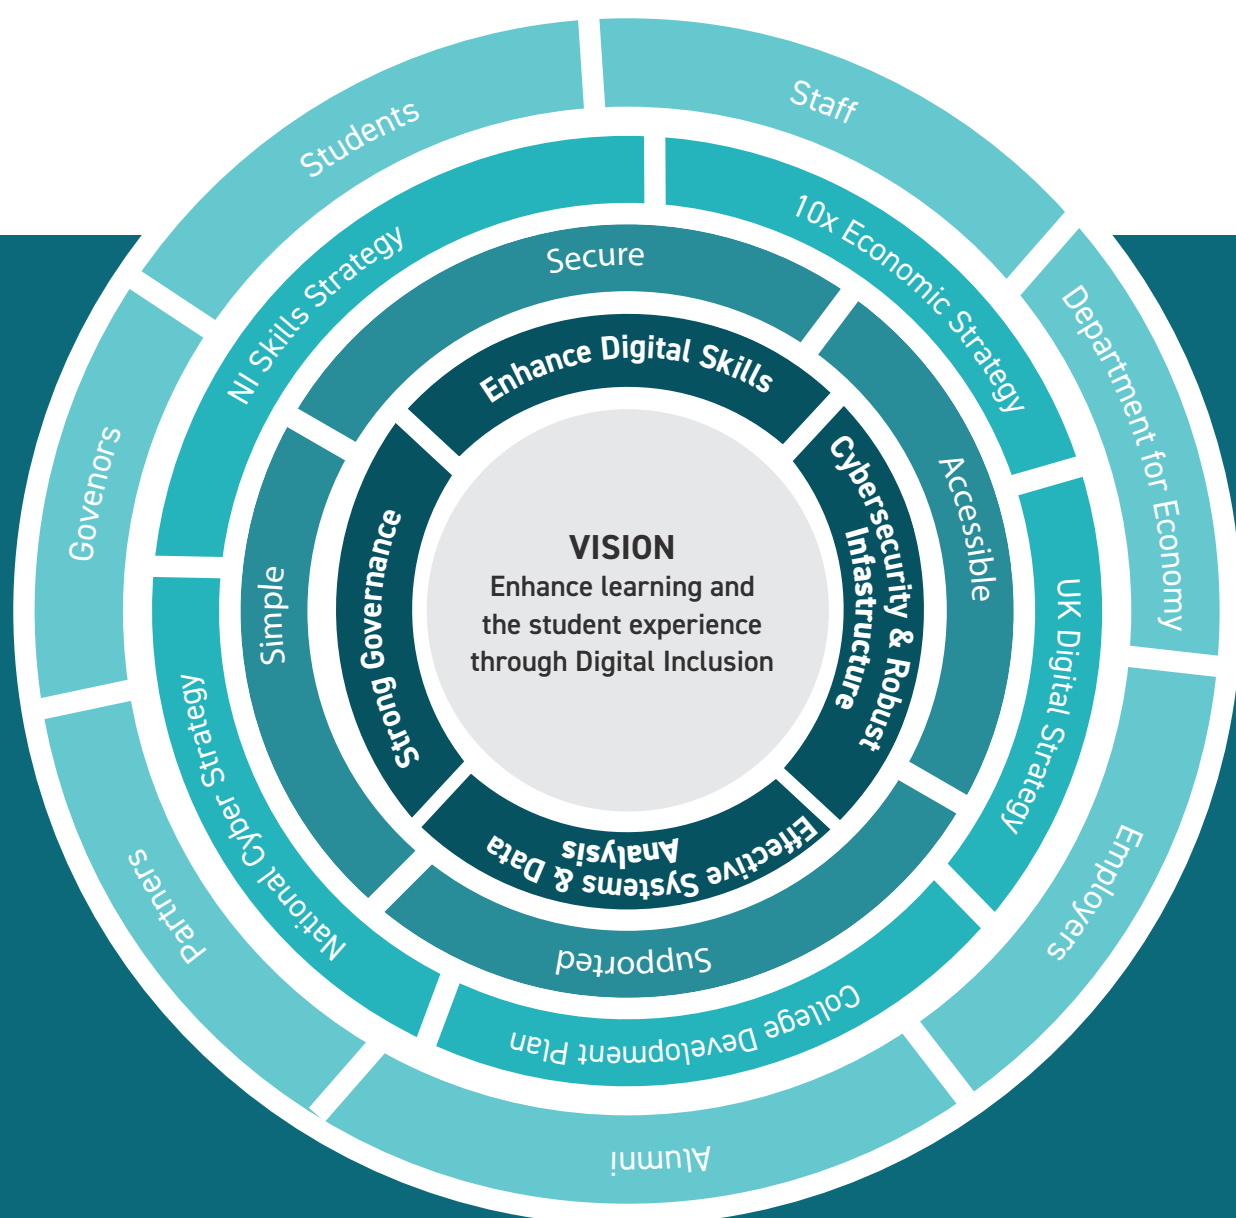 VISION
Enhance learning and
the student experience
through Digital Inclusion
Enhance Digital Skills
Cybersecurity & Robust
Infastructure
Effective Systems & Data
Analysis
Strong Governance
Secure
Accessible
Supported
Simple
NI Skills Strategy
10x Economic Strategy
UK Digital Strategy
College Development Plan
National Cyber Strategy
Students
Staff
Department for Economy
Employers
Alumni
Partners
Govenors